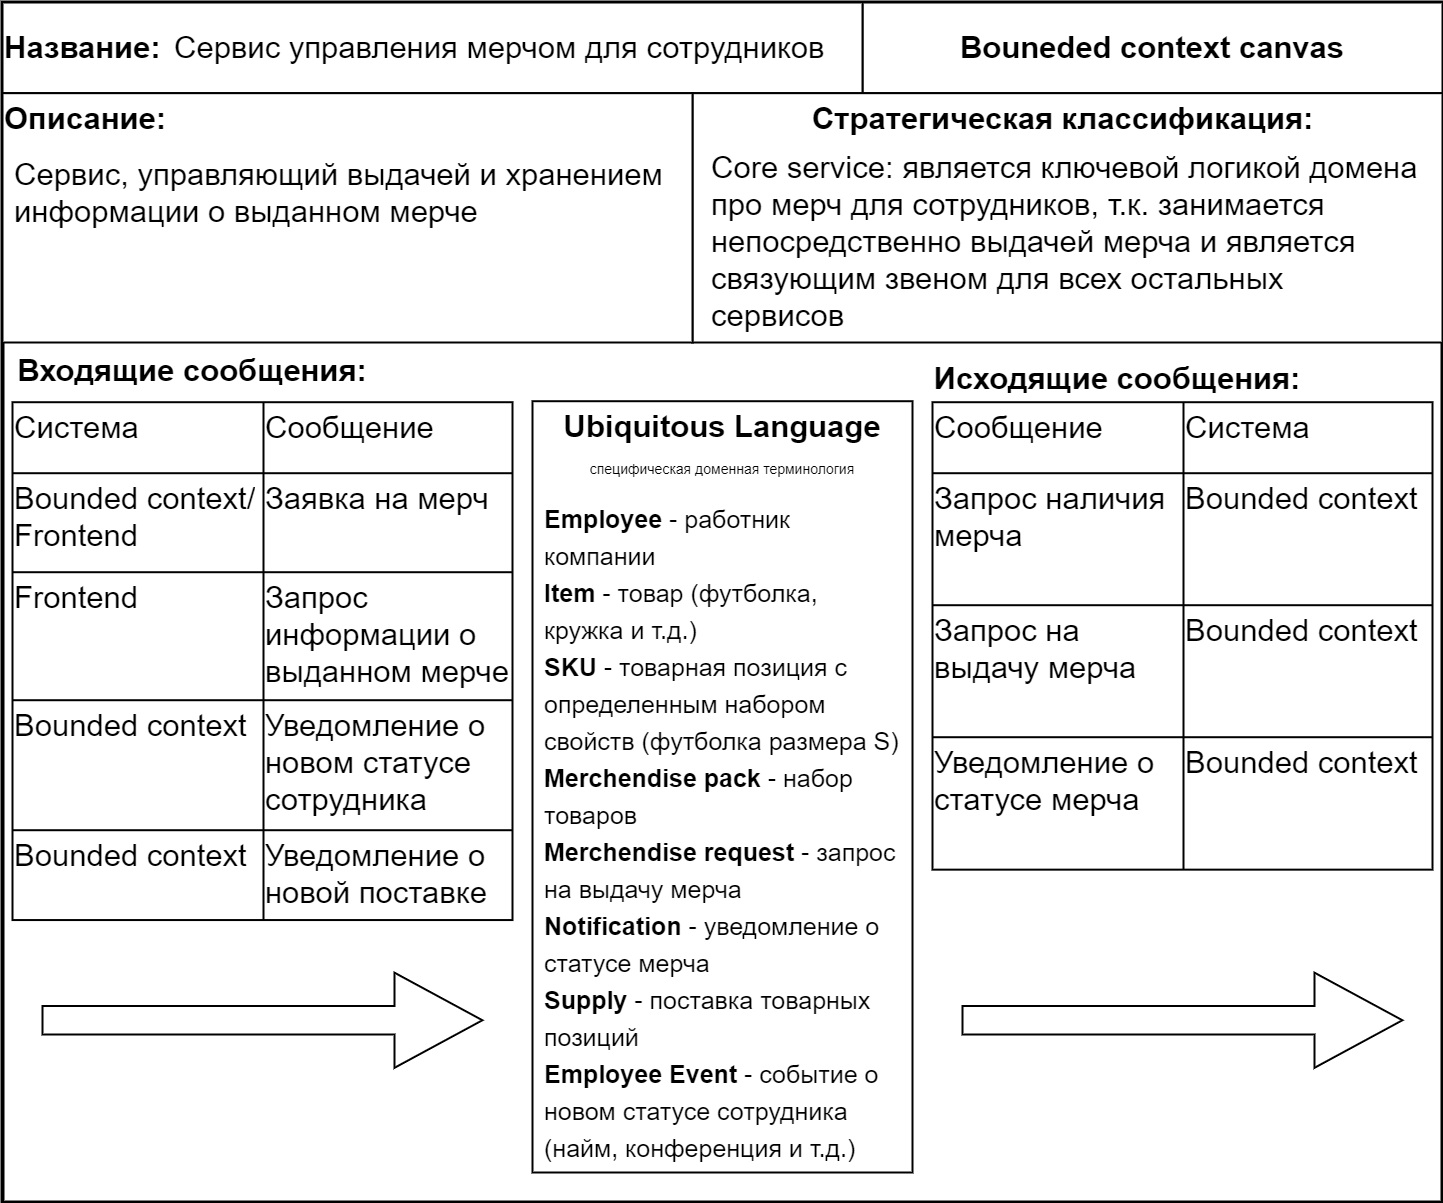 Название: Сервис управления мерчом для сотрудников
Bouneded context canvas
Описание:
Сервис, управляющий выдачей и хранением
информации о выданном мерче
Стратегическая классификация:
Core service: является ключевой логикой домена
про мерч для сотрудников, т.к. занимается
непосредственно выдачей мерча и является
связующим звеном для всех остальных
сервисов
Входящие сообщения:
Система
Сообщение
Bounded context/
Frontend
Заявка на мерч
Frontend
Запрос
информации о
выданном мерче
Bounded context
Уведомление о
новом статусе
сотрудника
Bounded context
Уведомление о
новой поставке
Ubiquitous Language
специфическая доменная терминология
Employee - работник
компании
Item - товар (футболка,
кружка и т.д.)
SKU - товарная позиция с
определенным набором
свойств (футболка размера S)
Merchendise pack - набор
товаров
Merchendise request - запрос
на выдачу мерча
Notification - уведомление о
статусе мерча
Supply - поставка товарных
позиций
Employee Event - событие о
новом статусе сотрудника
(найм, конференция и т.д.)
Исходящие сообщения:
Сообщение
Система
Запрос наличия
мерча
Bounded context
Запрос на
выдачу мерча
Bounded context
Уведомление о
статусе мерча
Bounded context